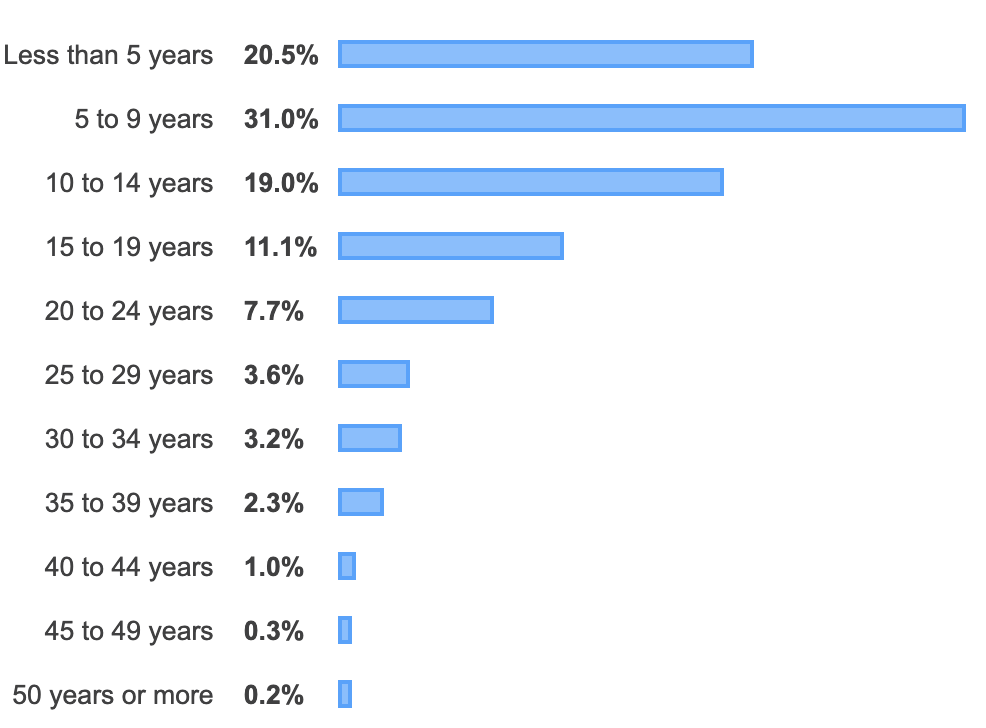 Less than 5 years 20.5%
5 to 9 years 31.0%
10 to 14 years 19.0%
15 to 19 years 11.1%
20 to 24 years 7.7%
25 to 29 years 3.6%
30 to 34 years 3.2%
35 to 39 years 2.3%
40 to 44 years 1.0%
45 to 49 years 0.3%
50 years or more 0.2%